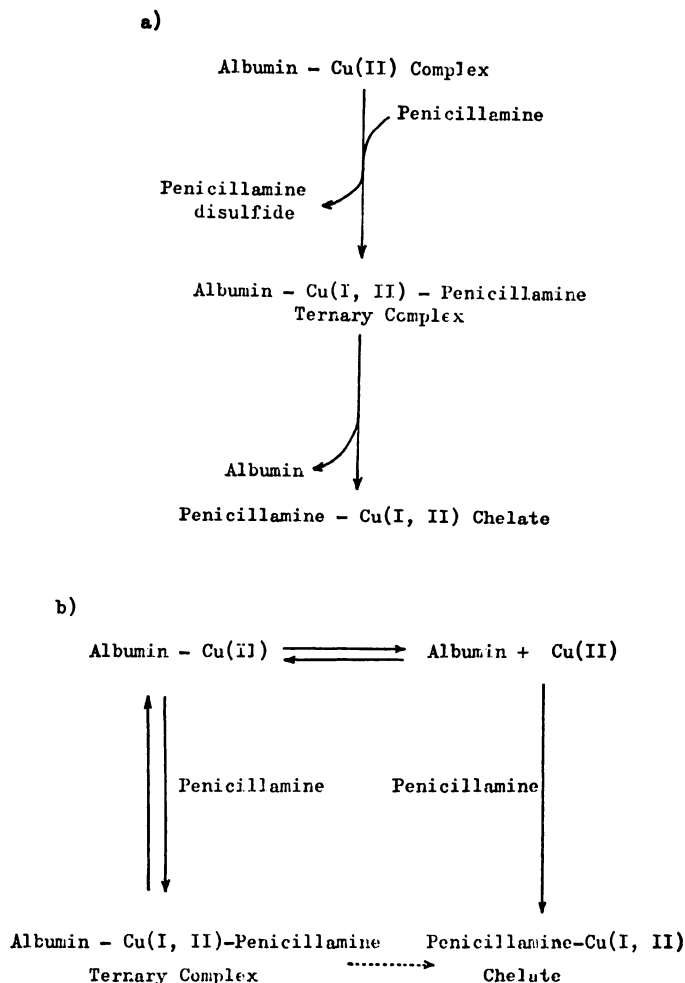 a)
Albumin – Cu(II) Complex
Penicillamine
Penicillamine
disulfide
Albumin – Cu(I, II) – Penicillamine
Ternary Complex
Albumin
Penicillamine – Cu(I, II) Chelate
b)
Albumin – Cu(II)
Albumin + Cu(II)
Penicillamine
Penicillamine
Albumin – Cu(I, II)-Penicillamine
Penicillamine-Cu(I, II)
Ternary Complex
Chelute